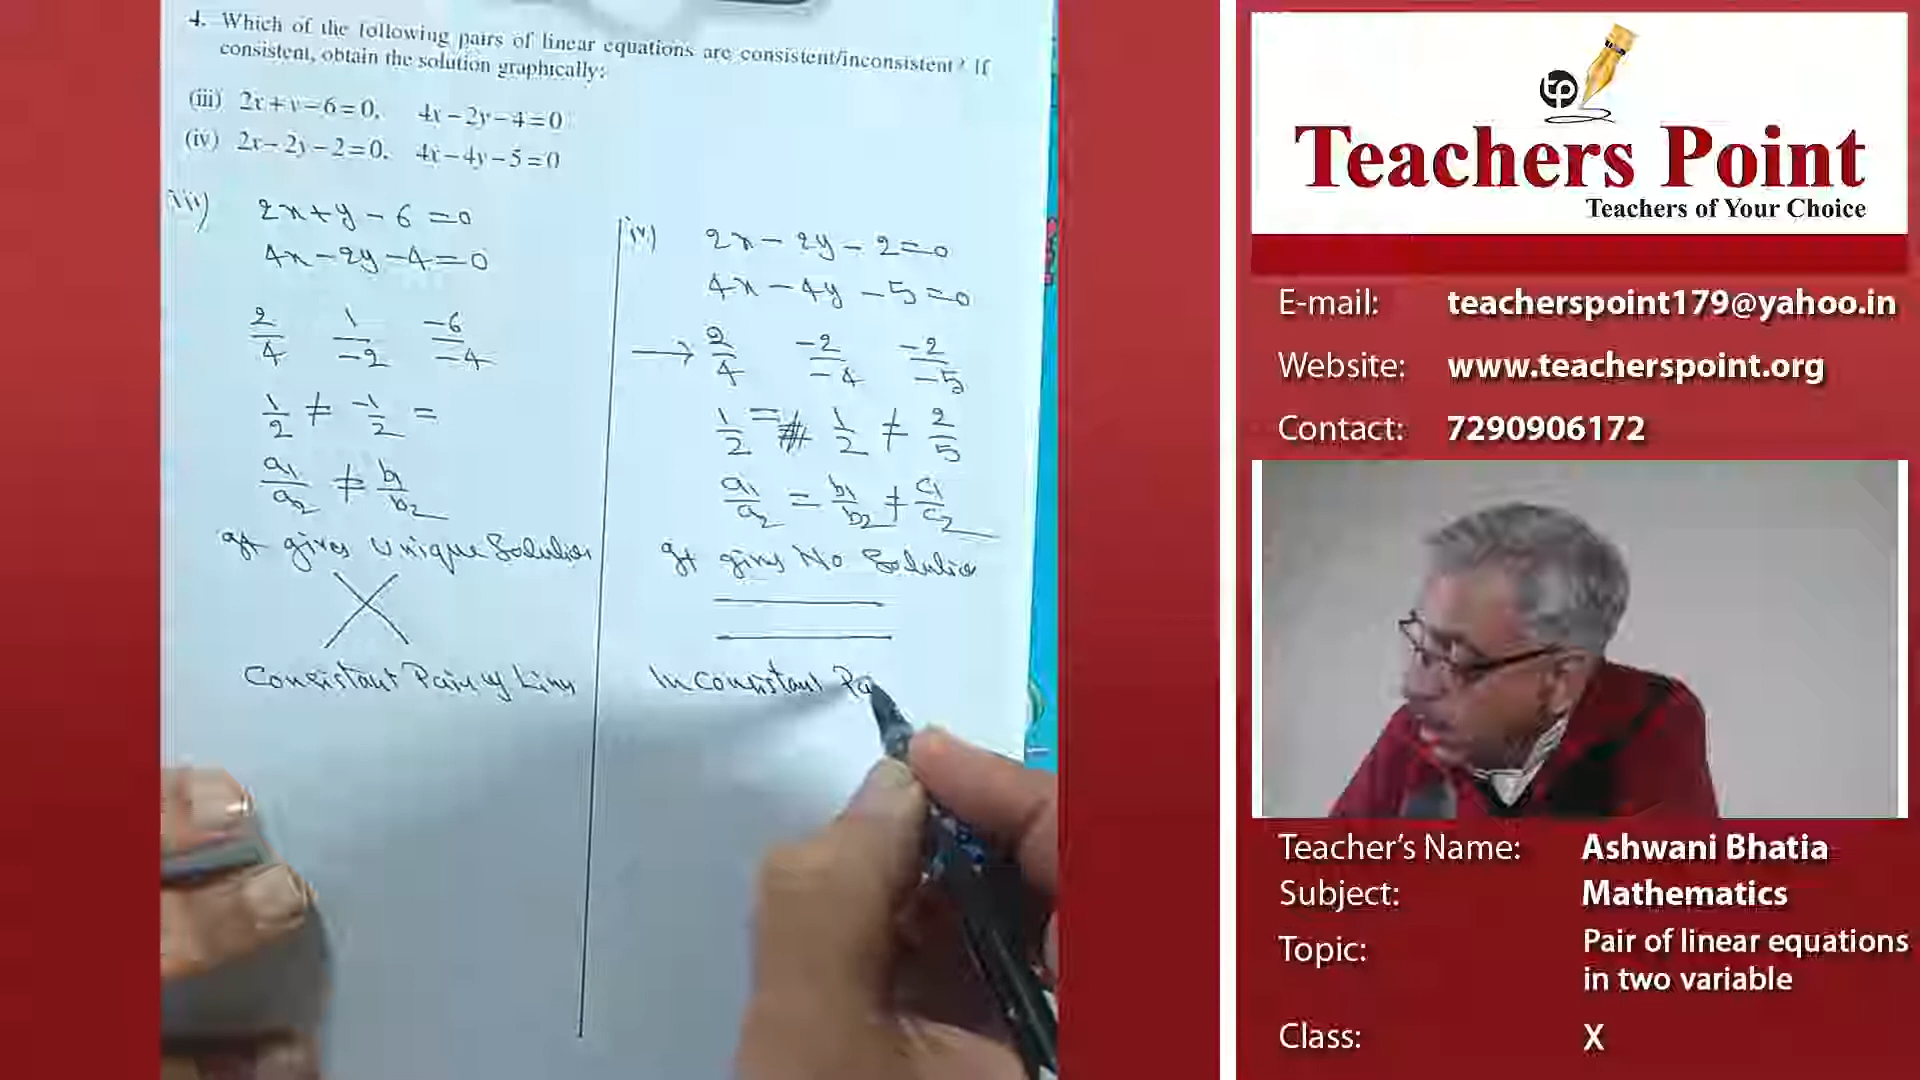 4. Which of the following pairs of linear equations are consistent/inconsistent? If
consistent, obtain the solution graphically:
(iii) 2x+y−6=0, 4x−2y−4=0
(iv) 2x−2y−2=0, 4x−4y−5=0
iii) 2x+y−6=0
4x−2y−4=0
2/4 1/−2 −6/−4
1/2 ≠ −1/2 =
a1/a2 ≠ b1/b2
gt gives Unique Solution
Consistant Pair of Lines
iv) 2x−2y−2=0
4x−4y−5=0
→ 2/4 −2/−4 −2/−5
1/2 = 1/2 ≠ 2/5
a1/a2 = b1/b2 ≠ c1/c2
gt gives No Solution
Inconsistant Pa
tp
Teachers Point
Teachers of Your Choice
E-mail: teacherspoint179@yahoo.in
Website: www.teacherspoint.org
Contact: 7290906172
Teacher's Name: Ashwani Bhatia
Subject: Mathematics
Topic: Pair of linear equations
in two variable
Class: X